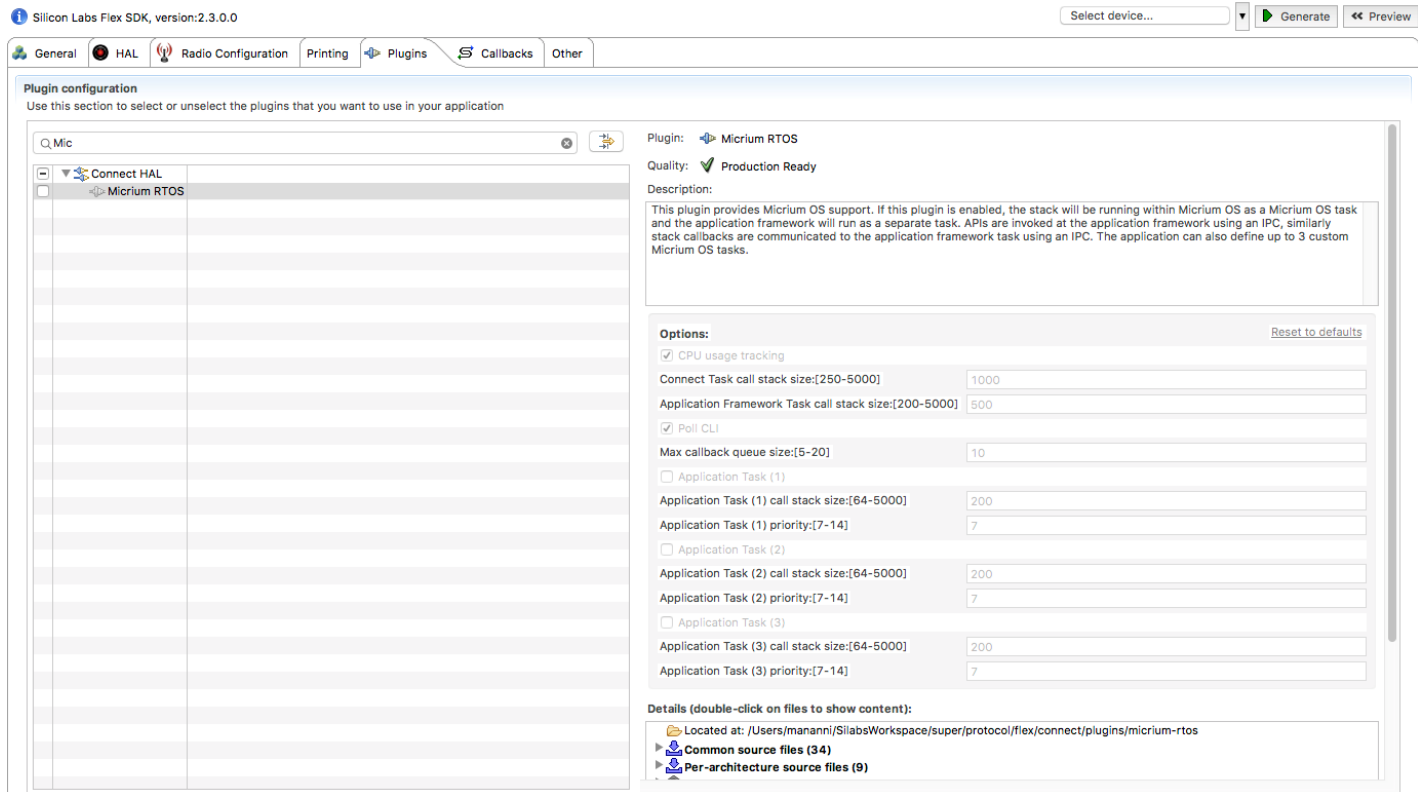 Silicon Labs Flex SDK, version:2.3.0.0
Select device...
Generate
Preview
General
HAL
Radio Configuration
Printing
Plugins
Callbacks
Other
Plugin configuration
Use this section to select or unselect the plugins that you want to use in your application
Mic
Connect HAL
Micrium RTOS
Plugin: Micrium RTOS
Quality: Production Ready
Description:
This plugin provides Micrium OS support. If this plugin is enabled, the stack will be running within Micrium OS as a Micrium OS task
and the application framework will run as a separate task. APIs are invoked at the application framework using an IPC, similarly
stack callbacks are communicated to the application framework task using an IPC. The application can also define up to 3 custom
Micrium OS tasks.
Options:
Reset to defaults
CPU usage tracking
Connect Task call stack size:[250-5000] 1000
Application Framework Task call stack size:[200-5000] 500
Poll CLI
Max callback queue size:[5-20] 10
Application Task (1)
Application Task (1) call stack size:[64-5000] 200
Application Task (1) priority:[7-14] 7
Application Task (2)
Application Task (2) call stack size:[64-5000] 200
Application Task (2) priority:[7-14] 7
Application Task (3)
Application Task (3) call stack size:[64-5000] 200
Application Task (3) priority:[7-14] 7
Details (double-click on files to show content):
Located at: /Users/mananni/SilabsWorkspace/super/protocol/flex/connect/plugins/micrium-rtos
Common source files (34)
Per-architecture source files (9)